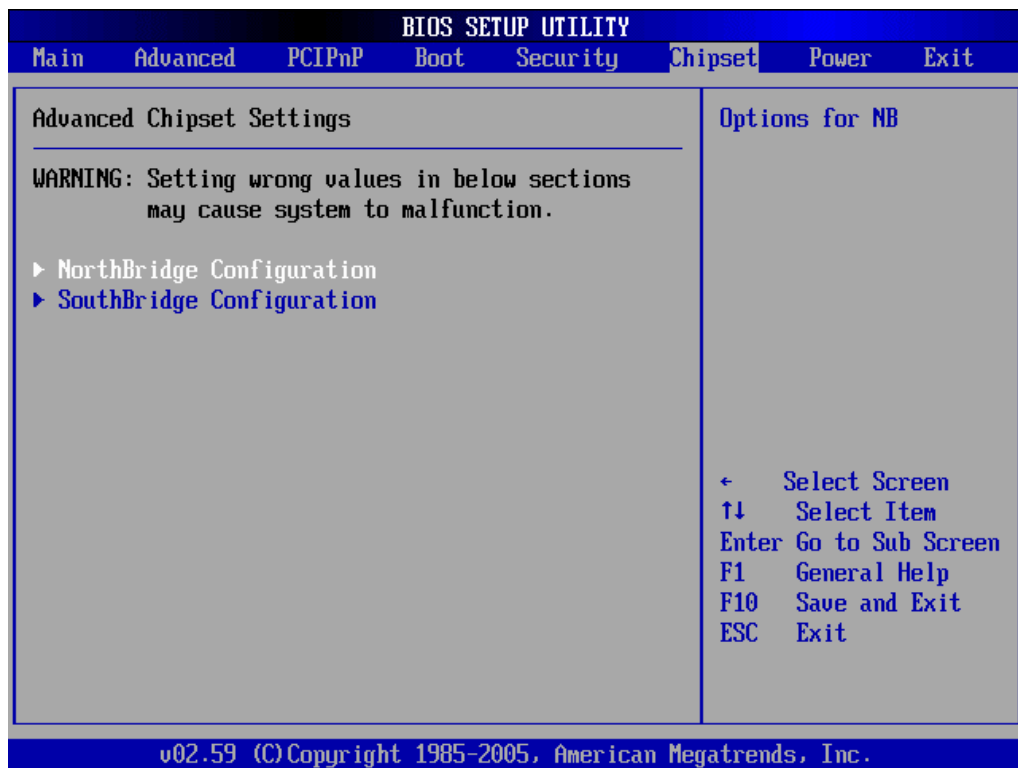 BIOS SETUP UTILITY
Main Advanced PCIPnP Boot Security Chipset Power Exit
Advanced Chipset Settings
WARNING: Setting wrong values in below sections
may cause system to malfunction.
▶ NorthBridge Configuration
▶ SouthBridge Configuration
Options for NB
← Select Screen
↑↓ Select Item
Enter Go to Sub Screen
F1 General Help
F10 Save and Exit
ESC Exit
v02.59 (C)Copyright 1985-2005, American Megatrends, Inc.